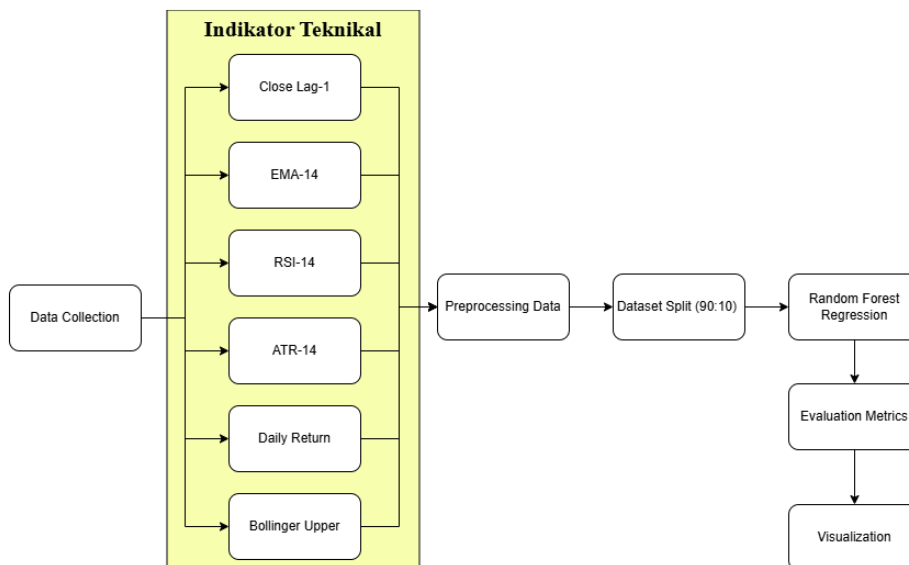 Indikator Teknikal
Close Lag-1
EMA-14
RSI-14
ATR-14
Daily Return
Bollinger Upper
Data Collection
Preprocessing Data
Dataset Split (90:10)
Random Forest
Regression
Evaluation Metrics
Visualization